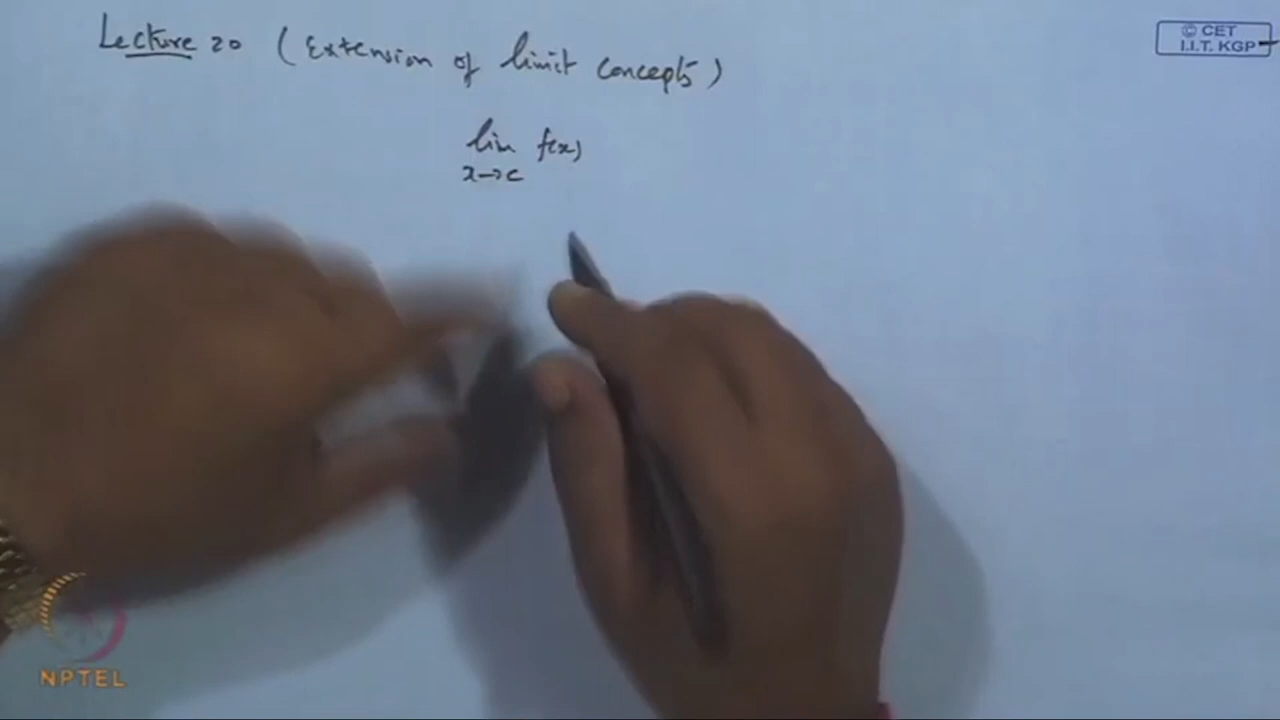 Lecture 20 (Extension of limit concepts)
© CET
I.I.T. KGP
lim f(x)
x→c
NPTEL